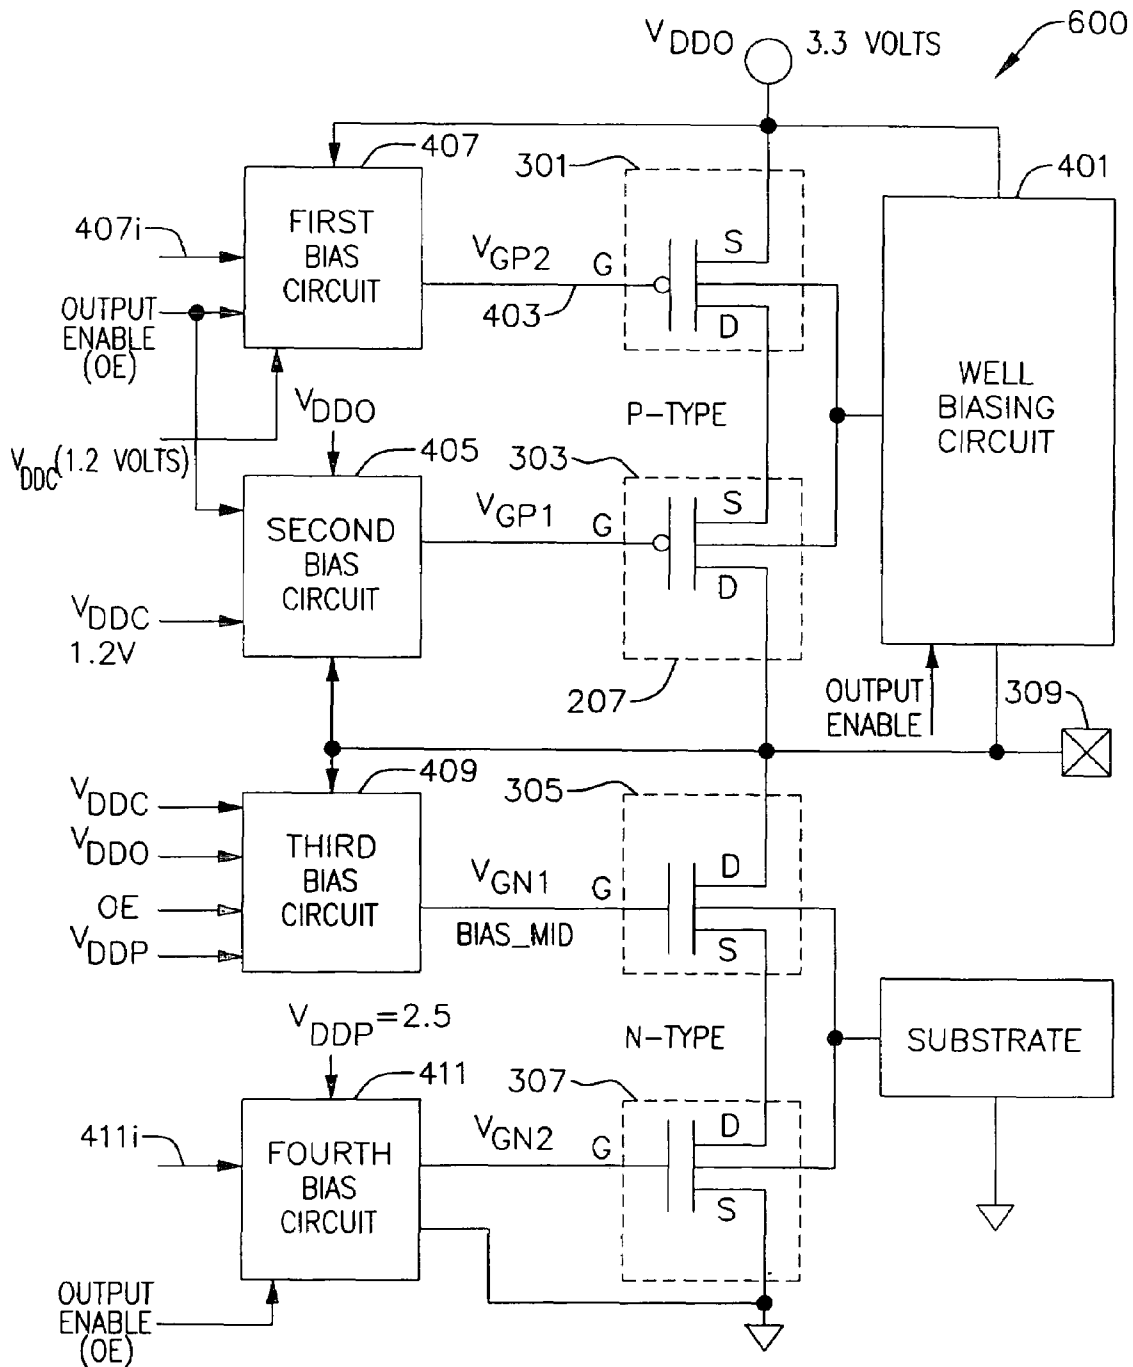 600
VDDO 3.3 VOLTS
407
301
401
407i
FIRST
BIAS
CIRCUIT
VGP2
G
S
D
403
OUTPUT
ENABLE
(OE)
VDDO
P-TYPE
WELL
BIASING
CIRCUIT
VDDC(1.2 VOLTS)
405
303
SECOND
BIAS
CIRCUIT
VGP1
G
S
D
VDDC
1.2V
207
OUTPUT
ENABLE
309
409
305
VDDC
VDDO
OE
VDDP
THIRD
BIAS
CIRCUIT
VGN1
BIAS_MID
G
D
S
VDDP=2.5
N-TYPE
SUBSTRATE
411
307
411i
FOURTH
BIAS
CIRCUIT
VGN2
G
D
S
OUTPUT
ENABLE
(OE)